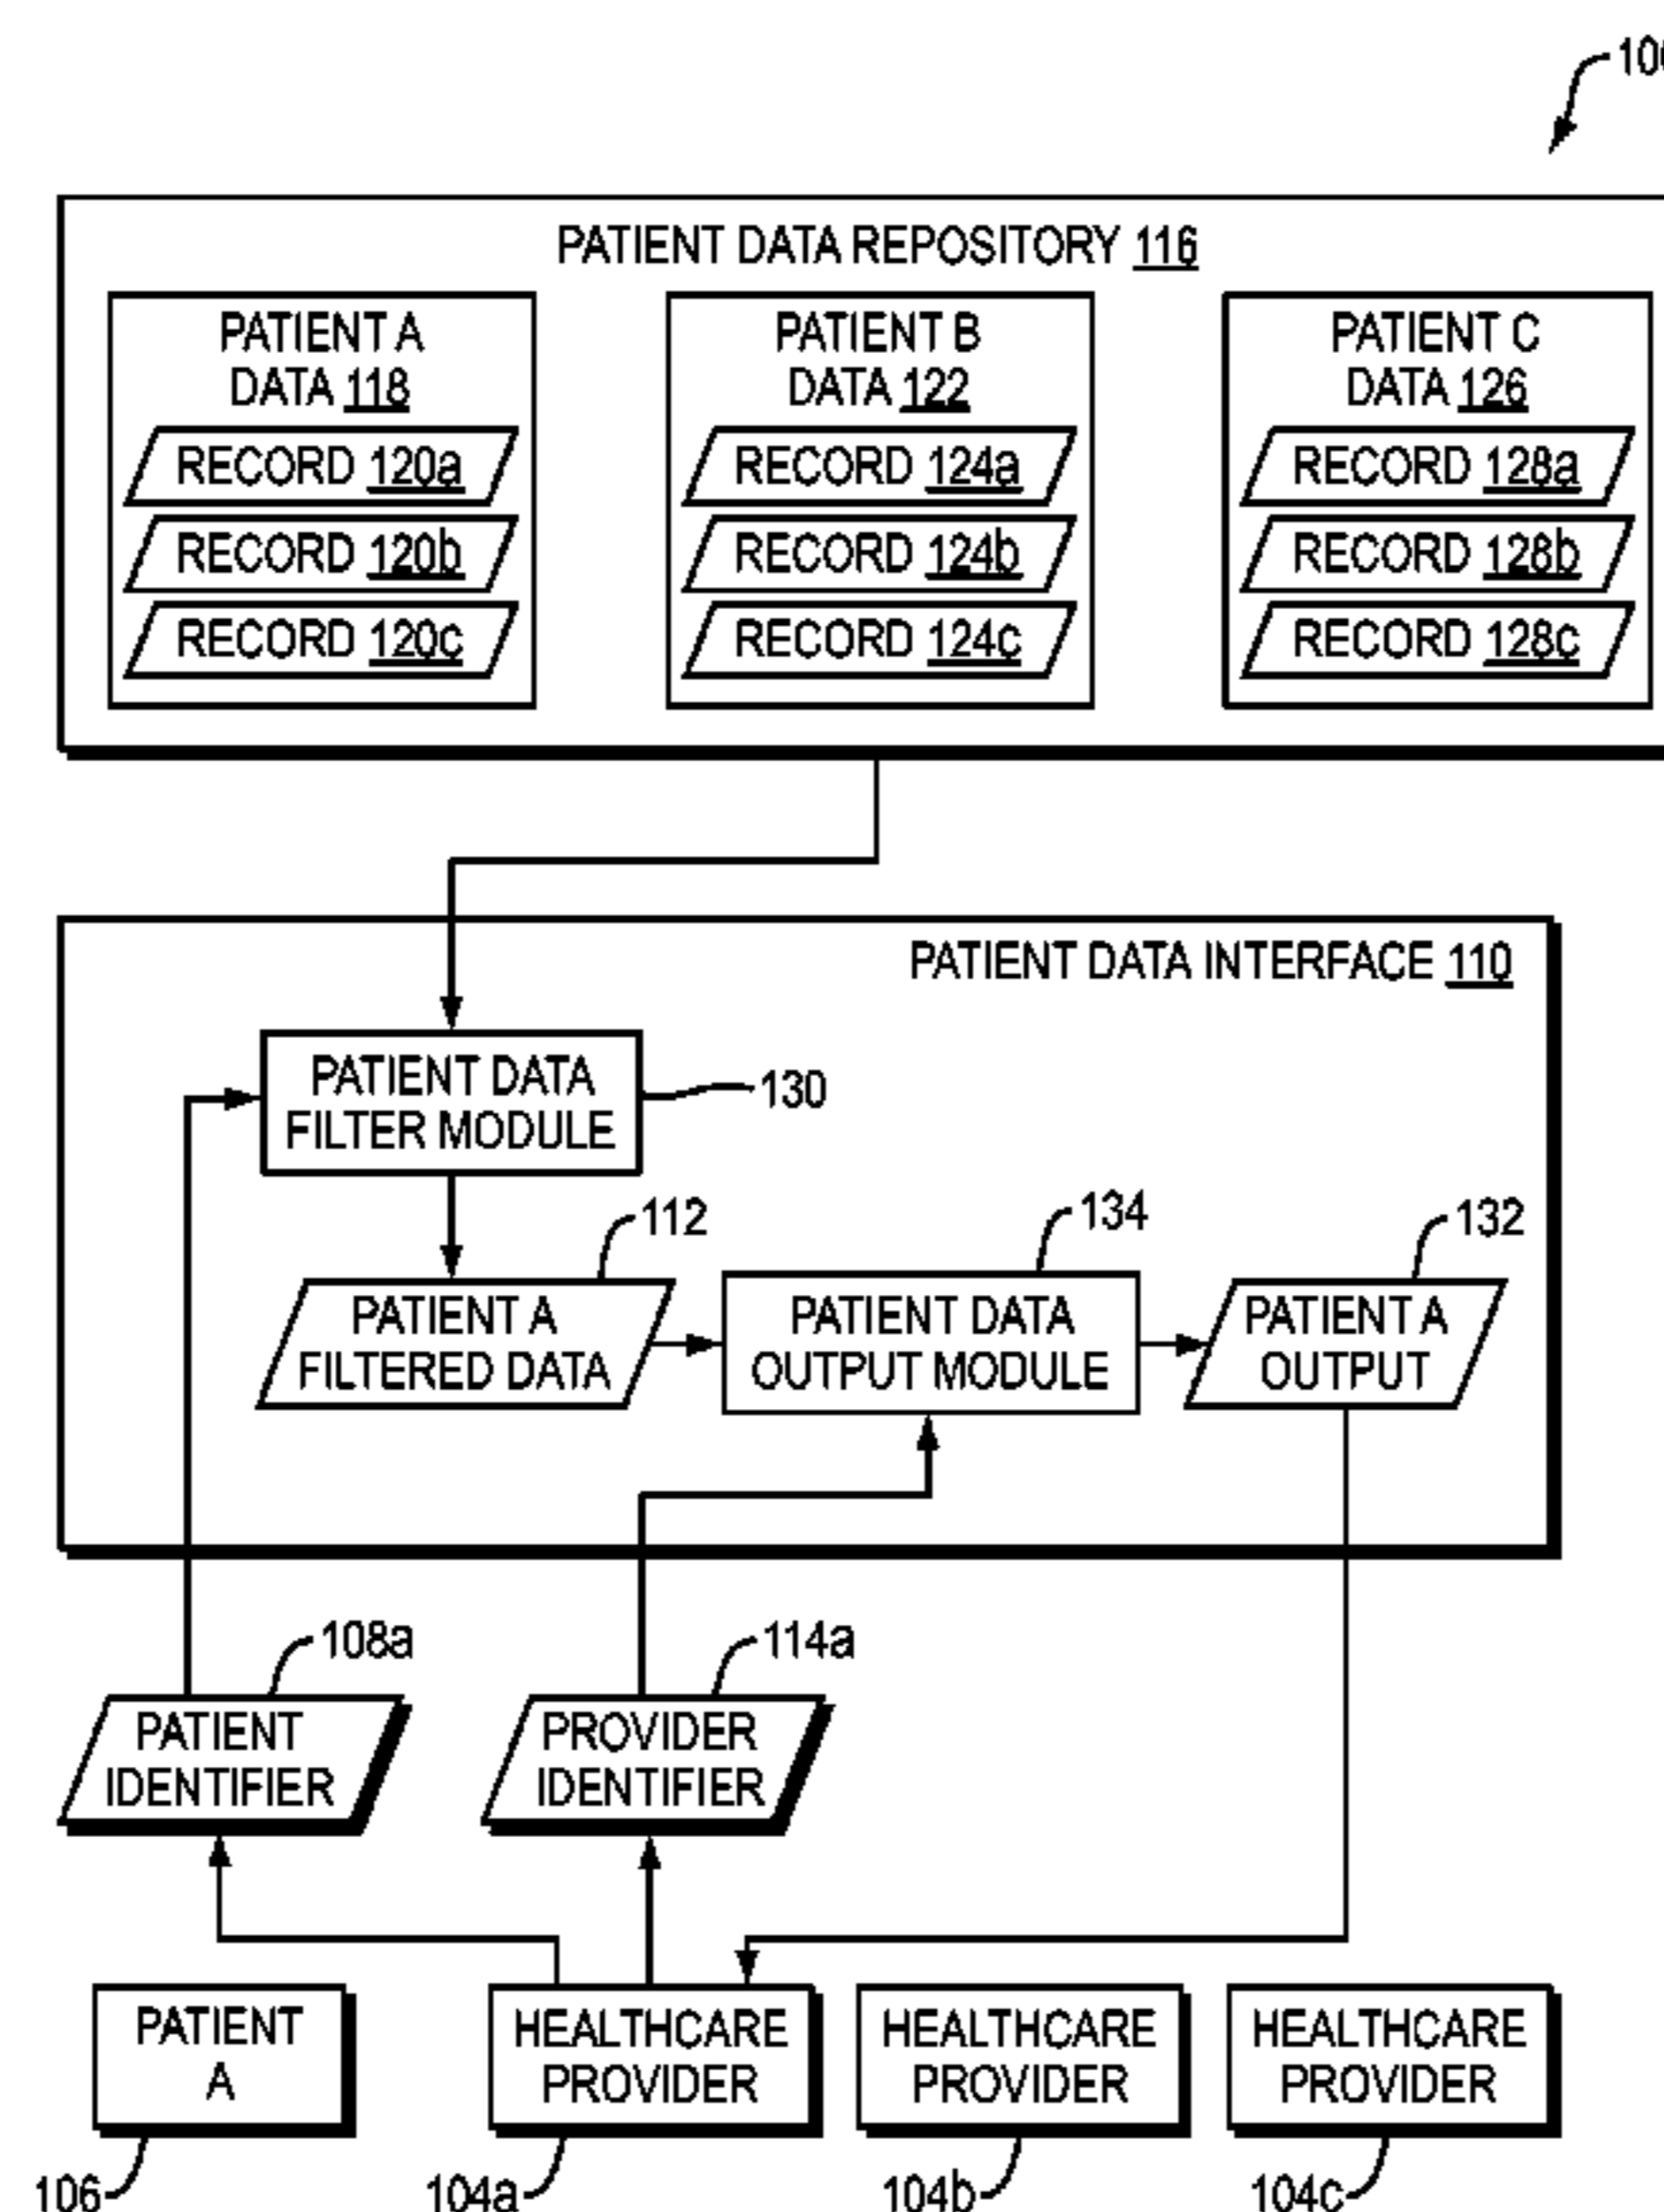 PATIENT DATA REPOSITORY 116
PATIENT A
DATA 118
RECORD 120a
RECORD 120b
RECORD 120c
PATIENT B
DATA 122
RECORD 124a
RECORD 124b
RECORD 124c
PATIENT C
DATA 126
RECORD 128a
RECORD 128b
RECORD 128c
PATIENT DATA INTERFACE 110
PATIENT DATA
FILTER MODULE
130
112
134
132
PATIENT A
FILTERED DATA
PATIENT DATA
OUTPUT MODULE
PATIENT A
OUTPUT
108a
114a
PATIENT
IDENTIFIER
PROVIDER
IDENTIFIER
PATIENT
A
HEALTHCARE
PROVIDER
HEALTHCARE
PROVIDER
HEALTHCARE
PROVIDER
106
104a
104b
104c